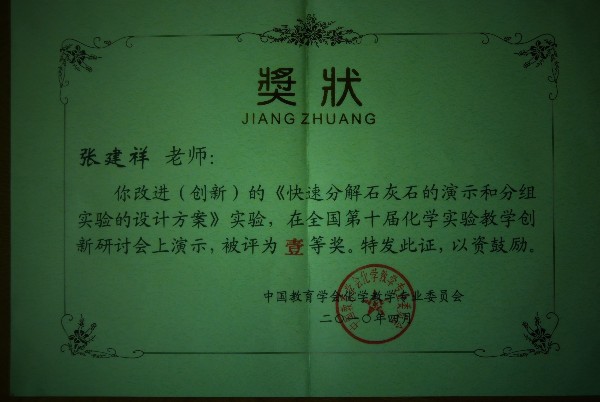 獎狀
JIANG ZHUANG
张建祥 老师：
你改进（创新）的《快速分解石灰石的演示和分组
实验的设计方案》实验，在全国第十届化学实验教学创
新研讨会上演示，被评为 壹 等奖。特发此证，以资鼓励。
中国教育学会化学教学专业委员会
二〇一〇年四月